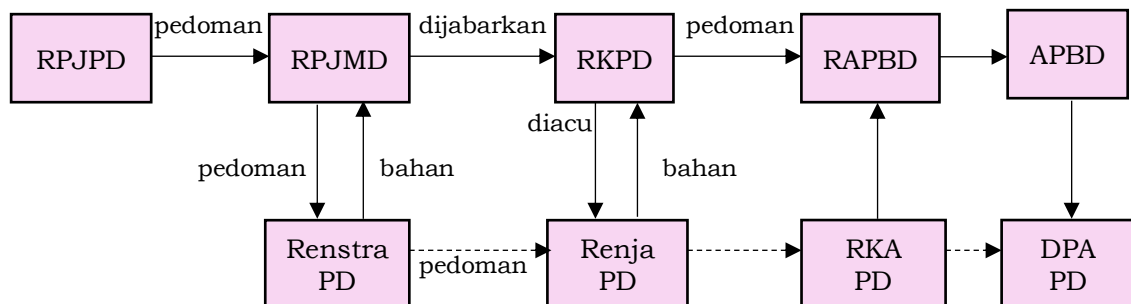 pedoman dijabarkan pedoman
RPJPD RPJMD RKPD RAPBD APBD
diacu
pedoman bahan bahan
Renstra PD
Renja PD
RKA PD
DPA PD
pedoman